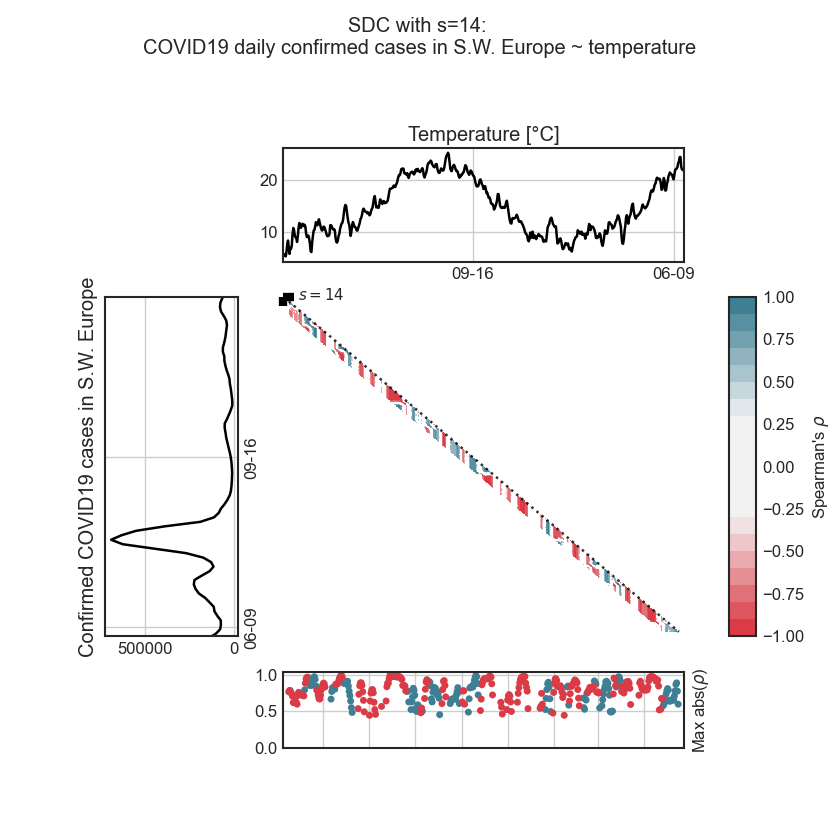 SDC with s=14:
COVID19 daily confirmed cases in S.W. Europe ~ temperature
Temperature [°C]
20
10
09-16
06-09
Confirmed COVID19 cases in S.W. Europe
09-16
06-09
500000
0
s = 14
1.00
0.75
0.50
0.25
0.00
−0.25
−0.50
−0.75
−1.00
Spearman's ρ
1.0
0.5
0.0
Max abs(ρ)